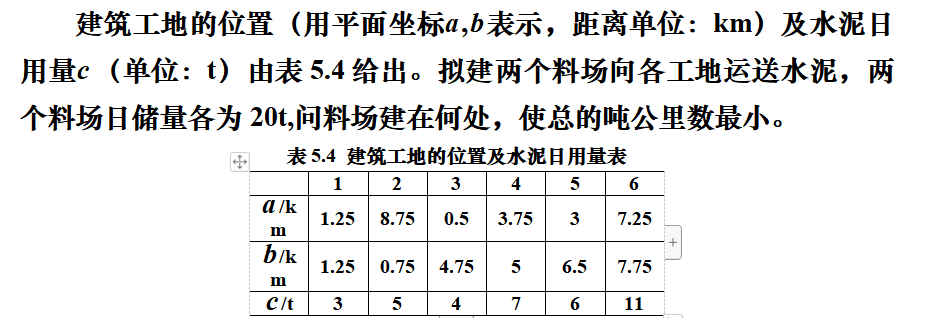 建筑工地的位置（用平面坐标a,b表示，距离单位：km）及水泥日
用量c（单位：t）由表 5.4 给出。拟建两个料场向各工地运送水泥，两
个料场日储量各为 20t,问料场建在何处，使总的吨公里数最小。
表 5.4 建筑工地的位置及水泥日用量表
1 2 3 4 5 6
a/k
m 1.25 8.75 0.5 3.75 3 7.25
b/k
m 1.25 0.75 4.75 5 6.5 7.75
c/t 3 5 4 7 6 11